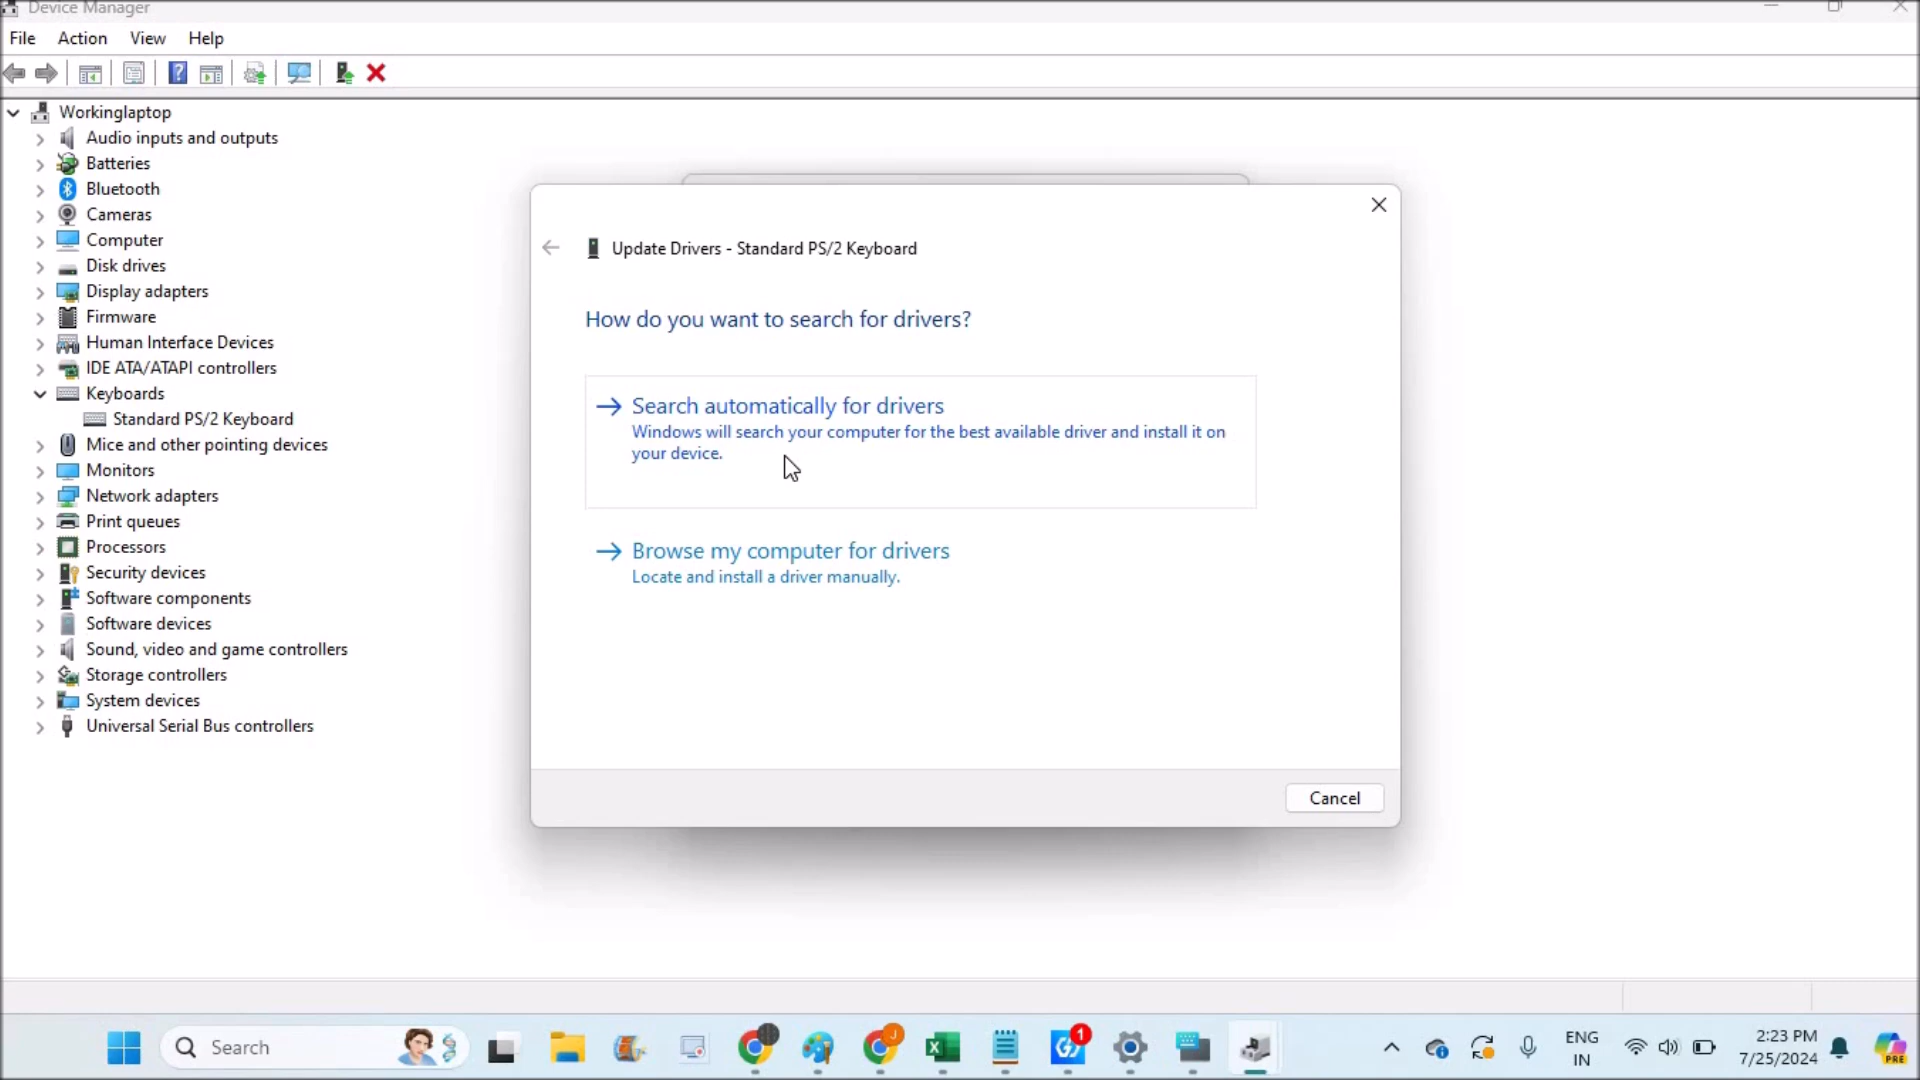 Device Manager
File Action View Help
Workinglaptop
Audio inputs and outputs
Batteries
Bluetooth
Cameras
Computer
Disk drives
Display adapters
Firmware
Human Interface Devices
IDE ATA/ATAPI controllers
Keyboards
Standard PS/2 Keyboard
Mice and other pointing devices
Monitors
Network adapters
Print queues
Processors
Security devices
Software components
Software devices
Sound, video and game controllers
Storage controllers
System devices
Universal Serial Bus controllers
Update Drivers - Standard PS/2 Keyboard
How do you want to search for drivers?
Search automatically for drivers
Windows will search your computer for the best available driver and install it on
your device.
Browse my computer for drivers
Locate and install a driver manually.
Cancel
Search
J
1
ENG
IN
2:23 PM
7/25/2024
PRE